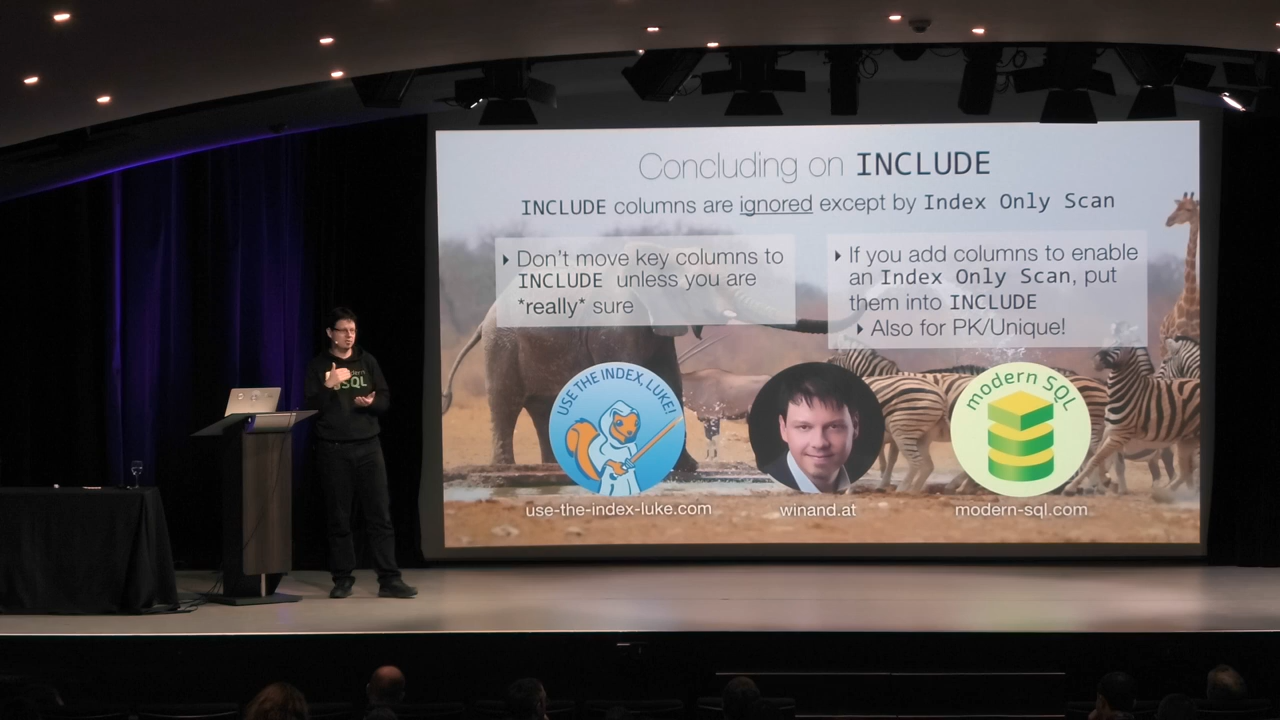 Concluding on INCLUDE
INCLUDE columns are ignored except by Index Only Scan
▸ Don't move key columns to
INCLUDE unless you are
*really* sure
▸ If you add columns to enable
an Index Only Scan, put
them into INCLUDE
▸ Also for PK/Unique!
USE THE INDEX, LUKE!
modern SQL
use-the-index-luke.com
winand.at
modern-sql.com
modern
SQL